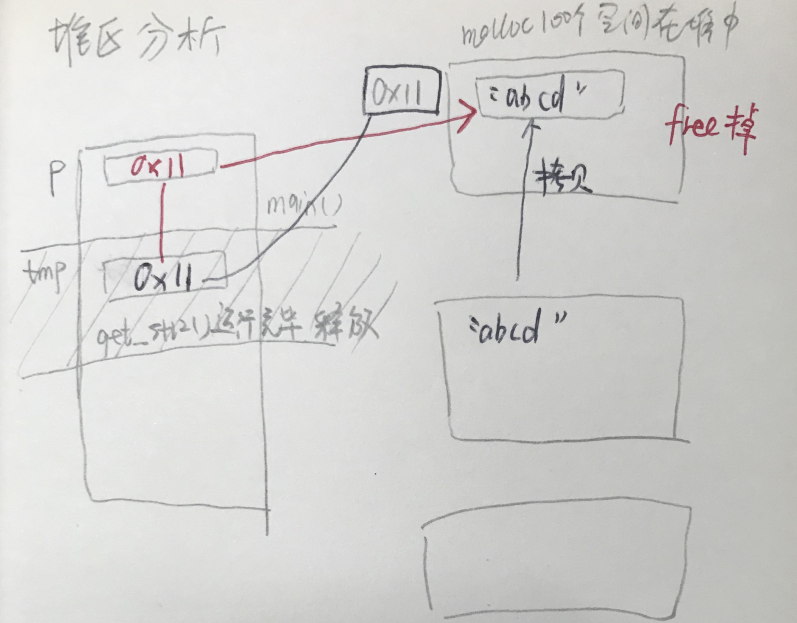 堆区分析
malloc100个空间在堆中
0x11
"abcd"
free掉
p
0x11
拷贝
main()
tmp
0x11
get_str2()运行完毕 释放
"abcd"